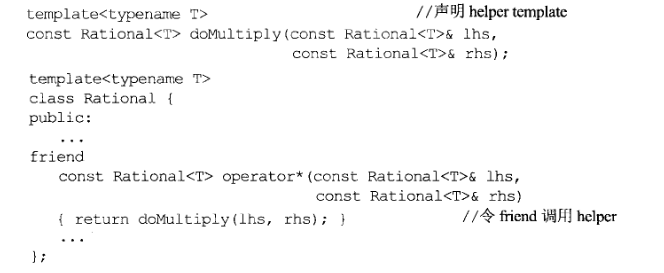 template<typename T> //声明 helper template
const Rational<T> doMultiply(const Rational<T>& lhs,
const Rational<T>& rhs);
template<typename T>
class Rational {
public:
...
friend
const Rational<T> operator*(const Rational<T>& lhs,
const Rational<T>& rhs)
{ return doMultiply(lhs, rhs); } //令 friend 调用 helper
...
};